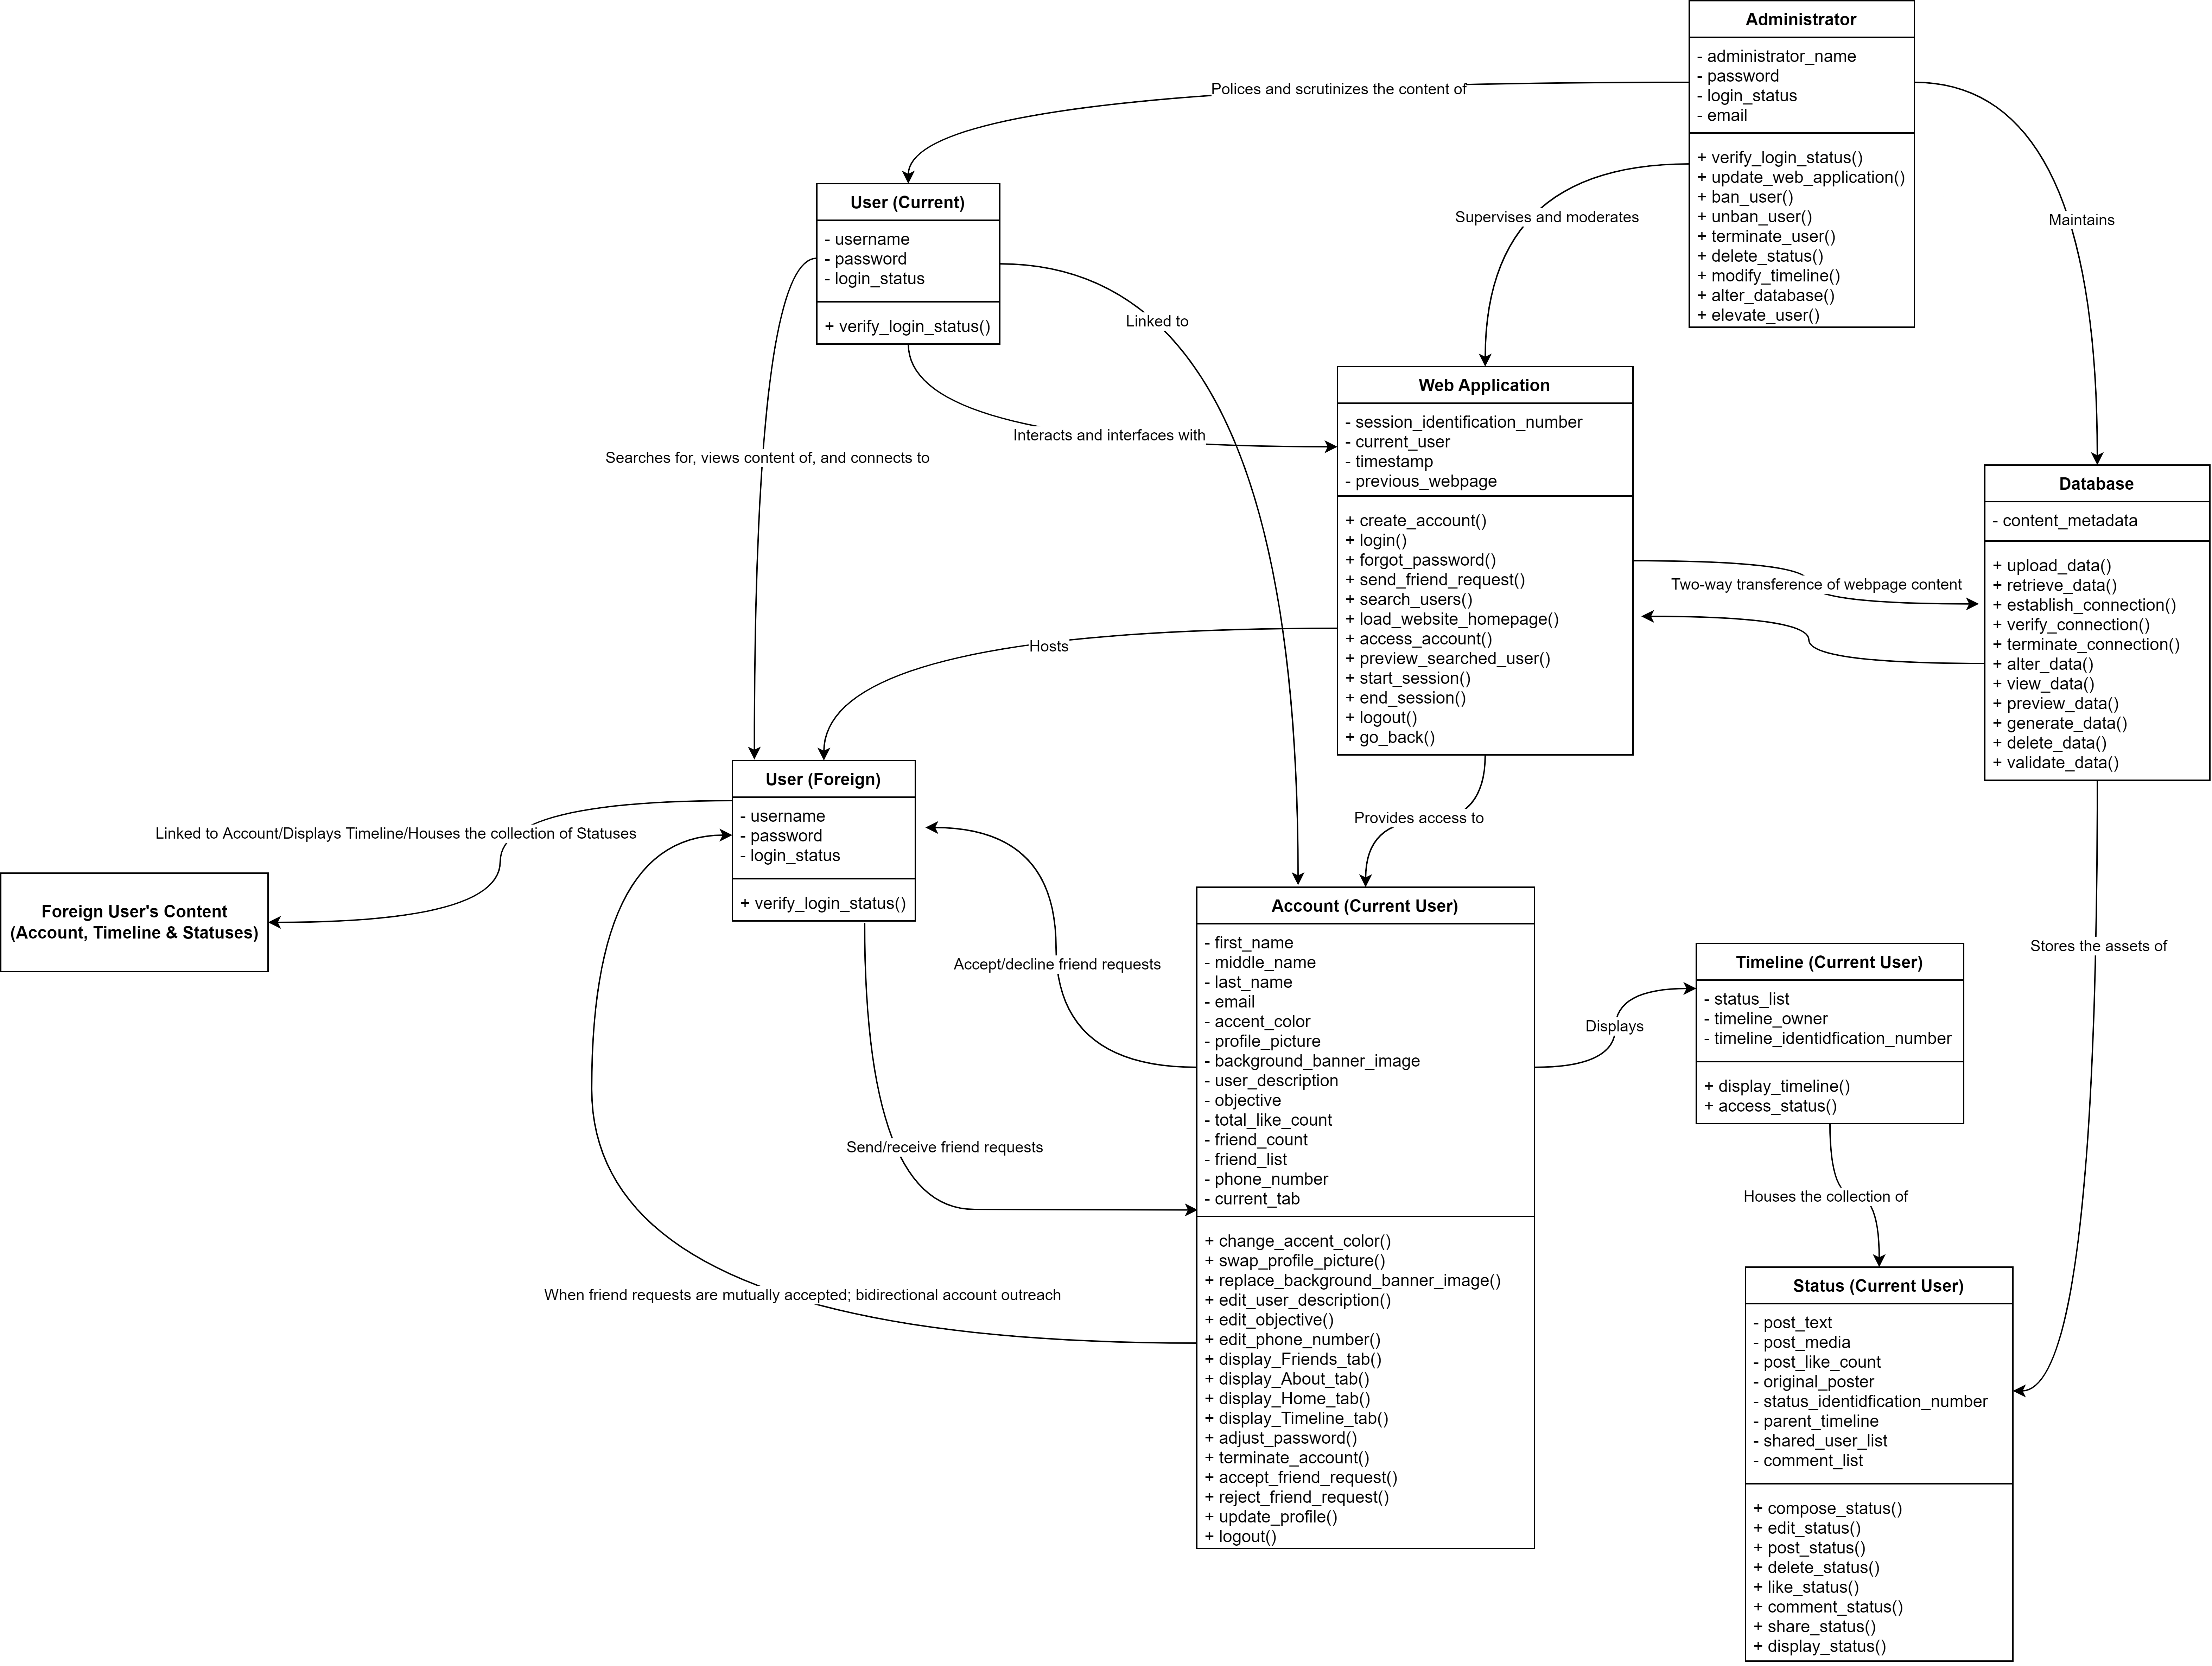 Administrator
- administrator_name
- password
- login_status
- email
+ verify_login_status()
+ update_web_application()
+ ban_user()
+ unban_user()
+ terminate_user()
+ delete_status()
+ modify_timeline()
+ alter_database()
+ elevate_user()
Polices and scrutinizes the content of
Supervises and moderates
Maintains
User (Current)
- username
- password
- login_status
+ verify_login_status()
Linked to
Interacts and interfaces with
Searches for, views content of, and connects to
Web Application
- session_identification_number
- current_user
- timestamp
- previous_webpage
+ create_account()
+ login()
+ forgot_password()
+ send_friend_request()
+ search_users()
+ load_website_homepage()
+ access_account()
+ preview_searched_user()
+ start_session()
+ end_session()
+ logout()
+ go_back()
Two-way transference of webpage content
Database
- content_metadata
+ upload_data()
+ retrieve_data()
+ establish_connection()
+ verify_connection()
+ terminate_connection()
+ alter_data()
+ view_data()
+ preview_data()
+ generate_data()
+ delete_data()
+ validate_data()
Hosts
Provides access to
Stores the assets of
User (Foreign)
- username
- password
- login_status
+ verify_login_status()
Linked to Account/Displays Timeline/Houses the collection of Statuses
Foreign User's Content
(Account, Timeline & Statuses)
Accept/decline friend requests
Send/receive friend requests
When friend requests are mutually accepted; bidirectional account outreach
Account (Current User)
- first_name
- middle_name
- last_name
- email
- accent_color
- profile_picture
- background_banner_image
- user_description
- objective
- total_like_count
- friend_count
- friend_list
- phone_number
- current_tab
+ change_accent_color()
+ swap_profile_picture()
+ replace_background_banner_image()
+ edit_user_description()
+ edit_objective()
+ edit_phone_number()
+ display_Friends_tab()
+ display_About_tab()
+ display_Home_tab()
+ display_Timeline_tab()
+ adjust_password()
+ terminate_account()
+ accept_friend_request()
+ reject_friend_request()
+ update_profile()
+ logout()
Displays
Timeline (Current User)
- status_list
- timeline_owner
- timeline_identidfication_number
+ display_timeline()
+ access_status()
Houses the collection of
Status (Current User)
- post_text
- post_media
- post_like_count
- original_poster
- status_identidfication_number
- parent_timeline
- shared_user_list
- comment_list
+ compose_status()
+ edit_status()
+ post_status()
+ delete_status()
+ like_status()
+ comment_status()
+ share_status()
+ display_status()